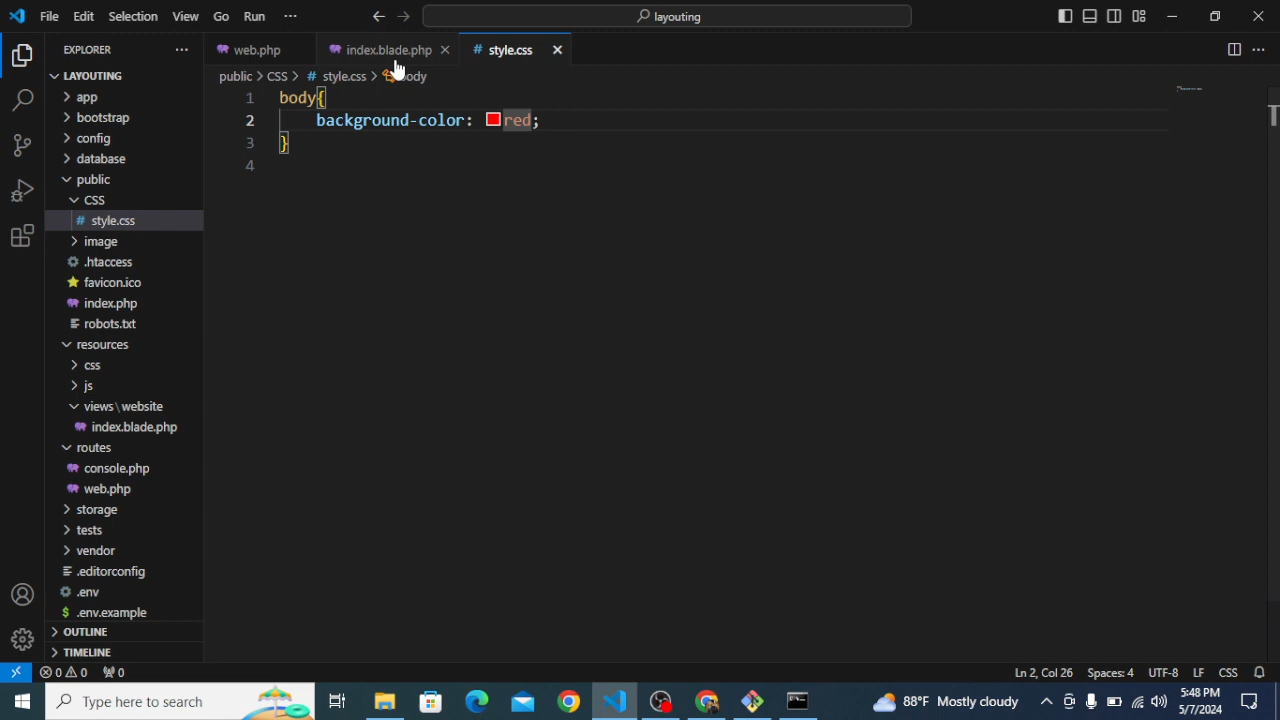 File Edit Selection View Go Run ··· layouting
EXPLORER ···
web.php index.blade.php style.css ···
LAYOUTING
public > CSS > # style.css > body
app
bootstrap
config
database
public
CSS
# style.css
image
.htaccess
favicon.ico
index.php
robots.txt
resources
css
js
views\website
index.blade.php
routes
console.php
web.php
storage
tests
vendor
.editorconfig
.env
$ .env.example
OUTLINE
TIMELINE
1 body{
2 background-color: red;
3 }
4
0 0 0 Ln 2, Col 26 Spaces: 4 UTF-8 LF CSS
Type here to search
88°F Mostly cloudy
5:48 PM
5/7/2024